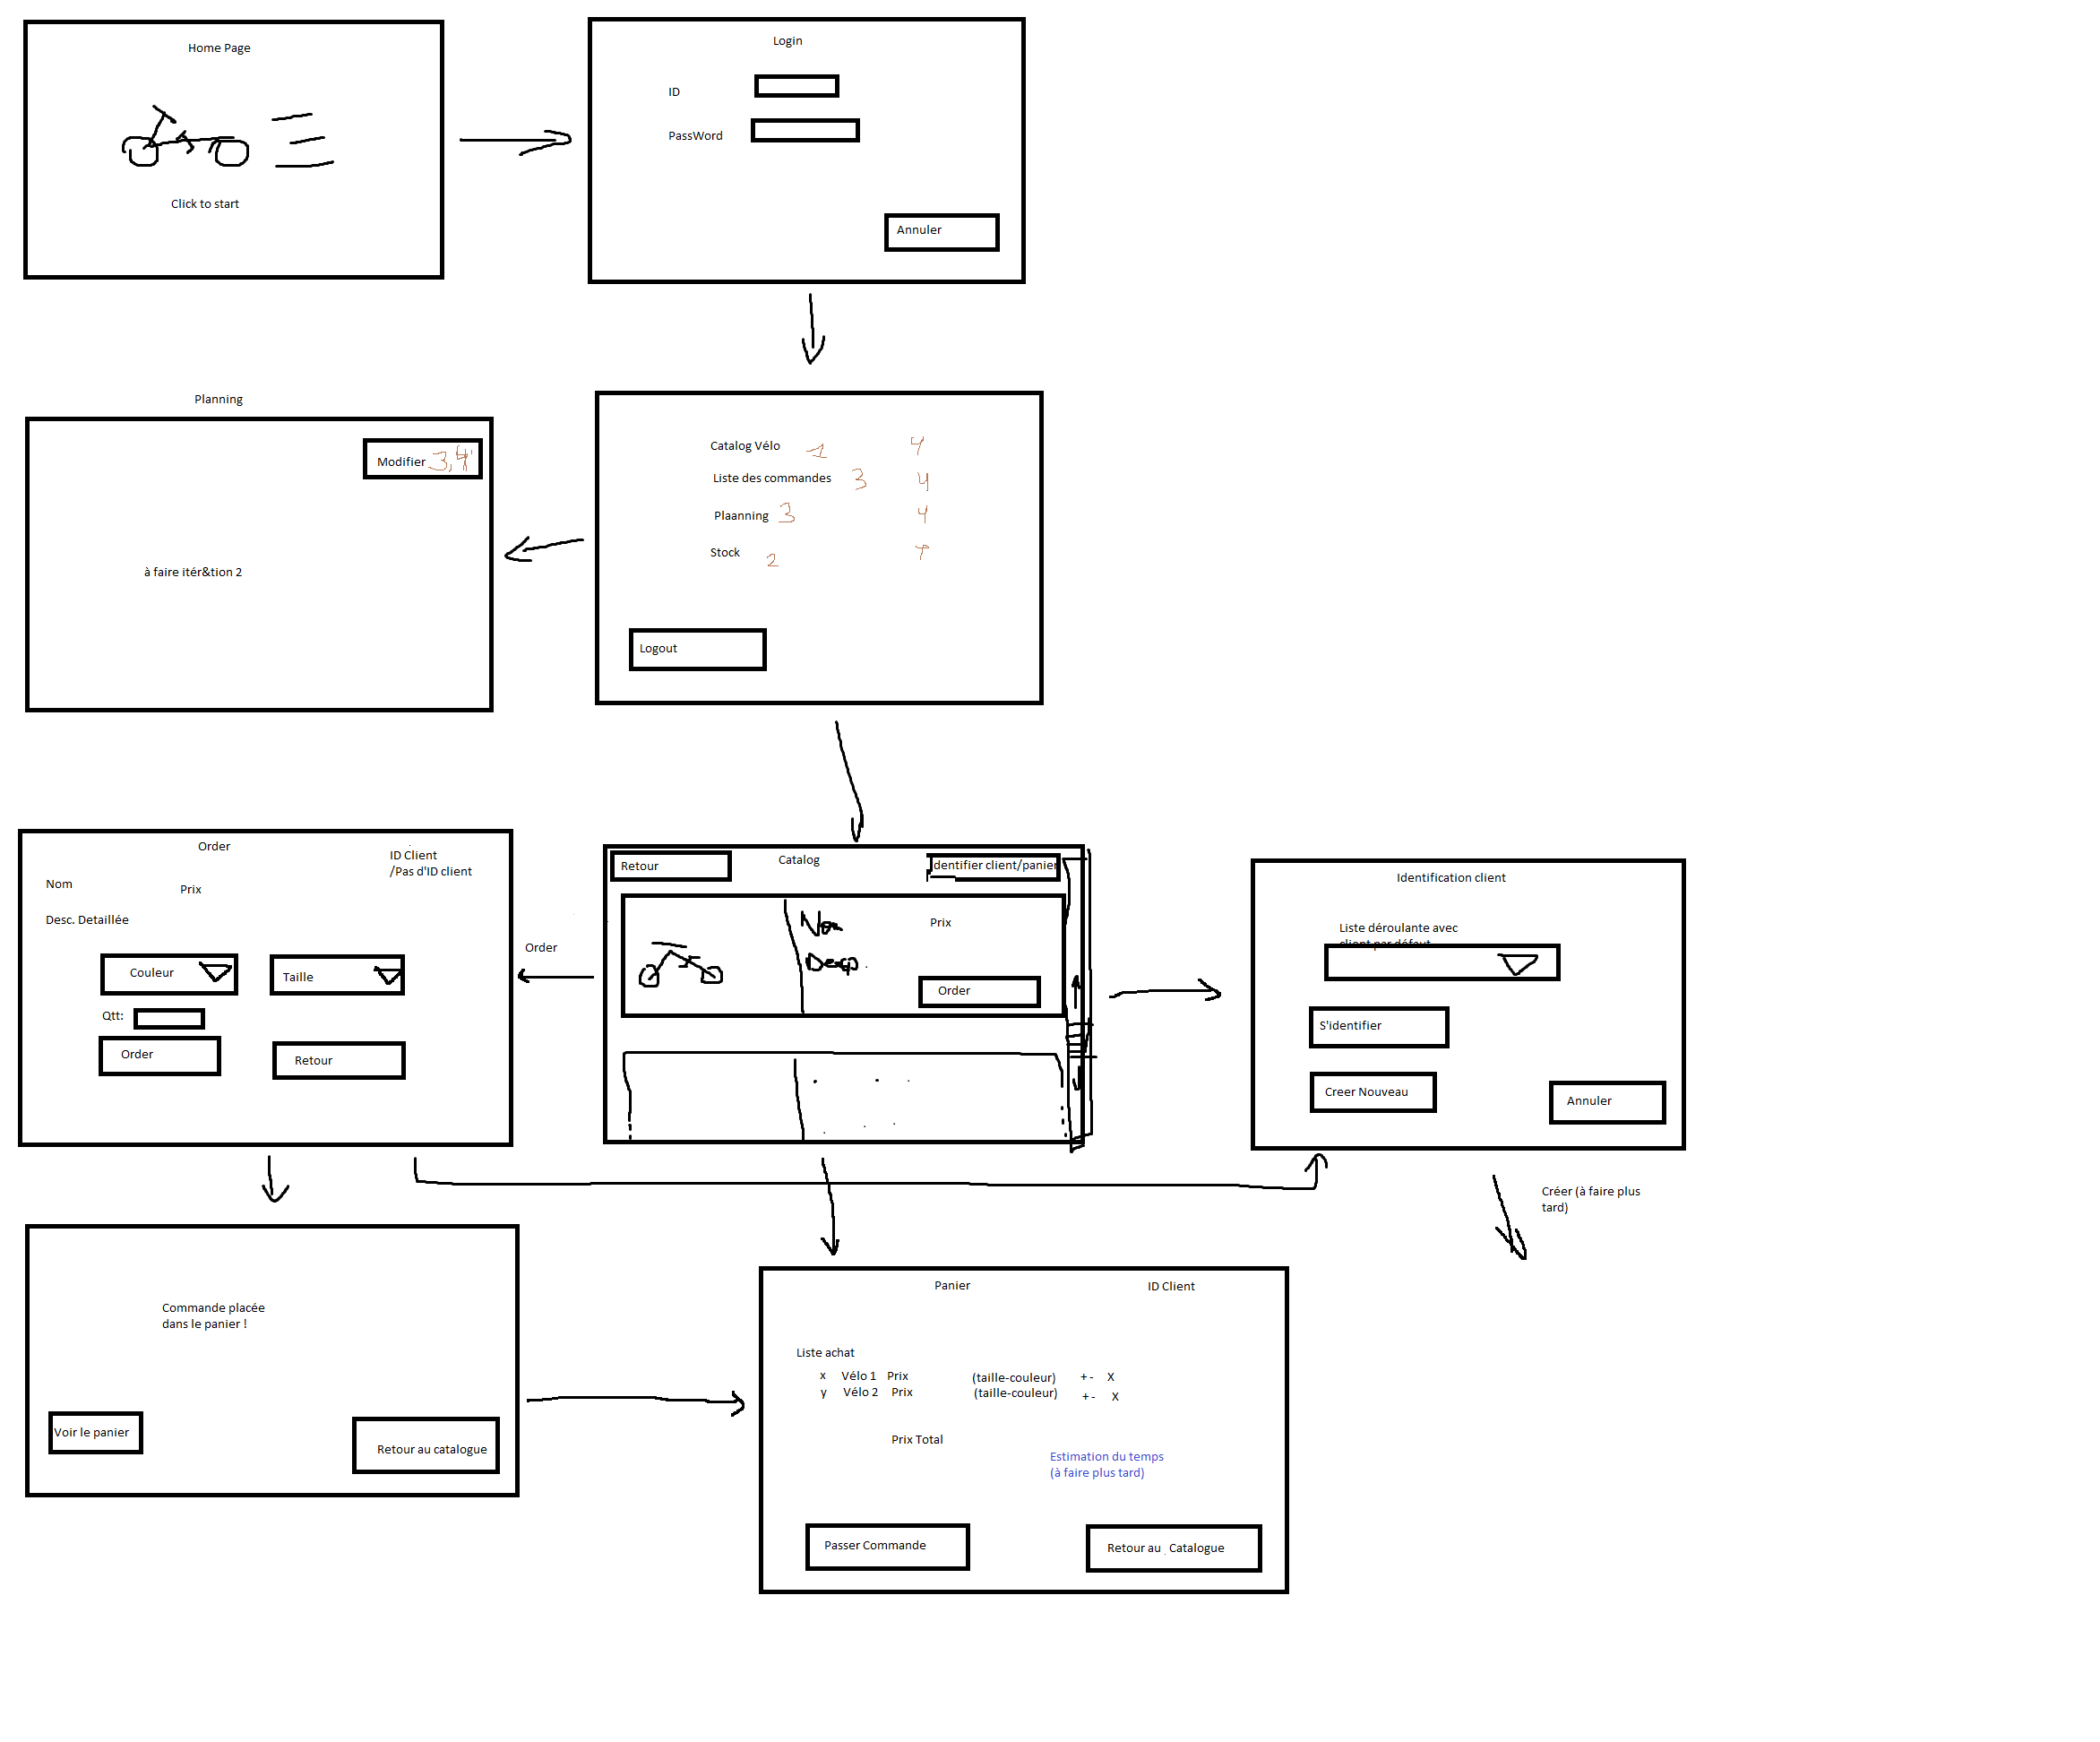 Home Page
Click to start
Login
ID
PassWord
Annuler
Planning
Modifier 3,4
à faire itér&tion 2
Catalog Vélo 1 4
Liste des commandes 3 4
Plaanning 3 4
Stock 2
Logout
Order
ID Client
/Pas d'ID client
Nom
Prix
Desc. Detaillée
Couleur
Taille
Qtt:
Order
Retour
Order
Retour
Catalog
Identifier client/panier
Nom
Prix
Desc.
Order
Identification client
Liste déroulante avec
client par défaut
S'identifier
Creer Nouveau
Annuler
Créer (à faire plus
tard)
Commande placée
dans le panier !
Voir le panier
Retour au catalogue
Panier
ID Client
Liste achat
x Vélo 1 Prix (taille-couleur) +- X
y Vélo 2 Prix (taille-couleur) +- X
Prix Total
Estimation du temps
(à faire plus tard)
Passer Commande
Retour au Catalogue